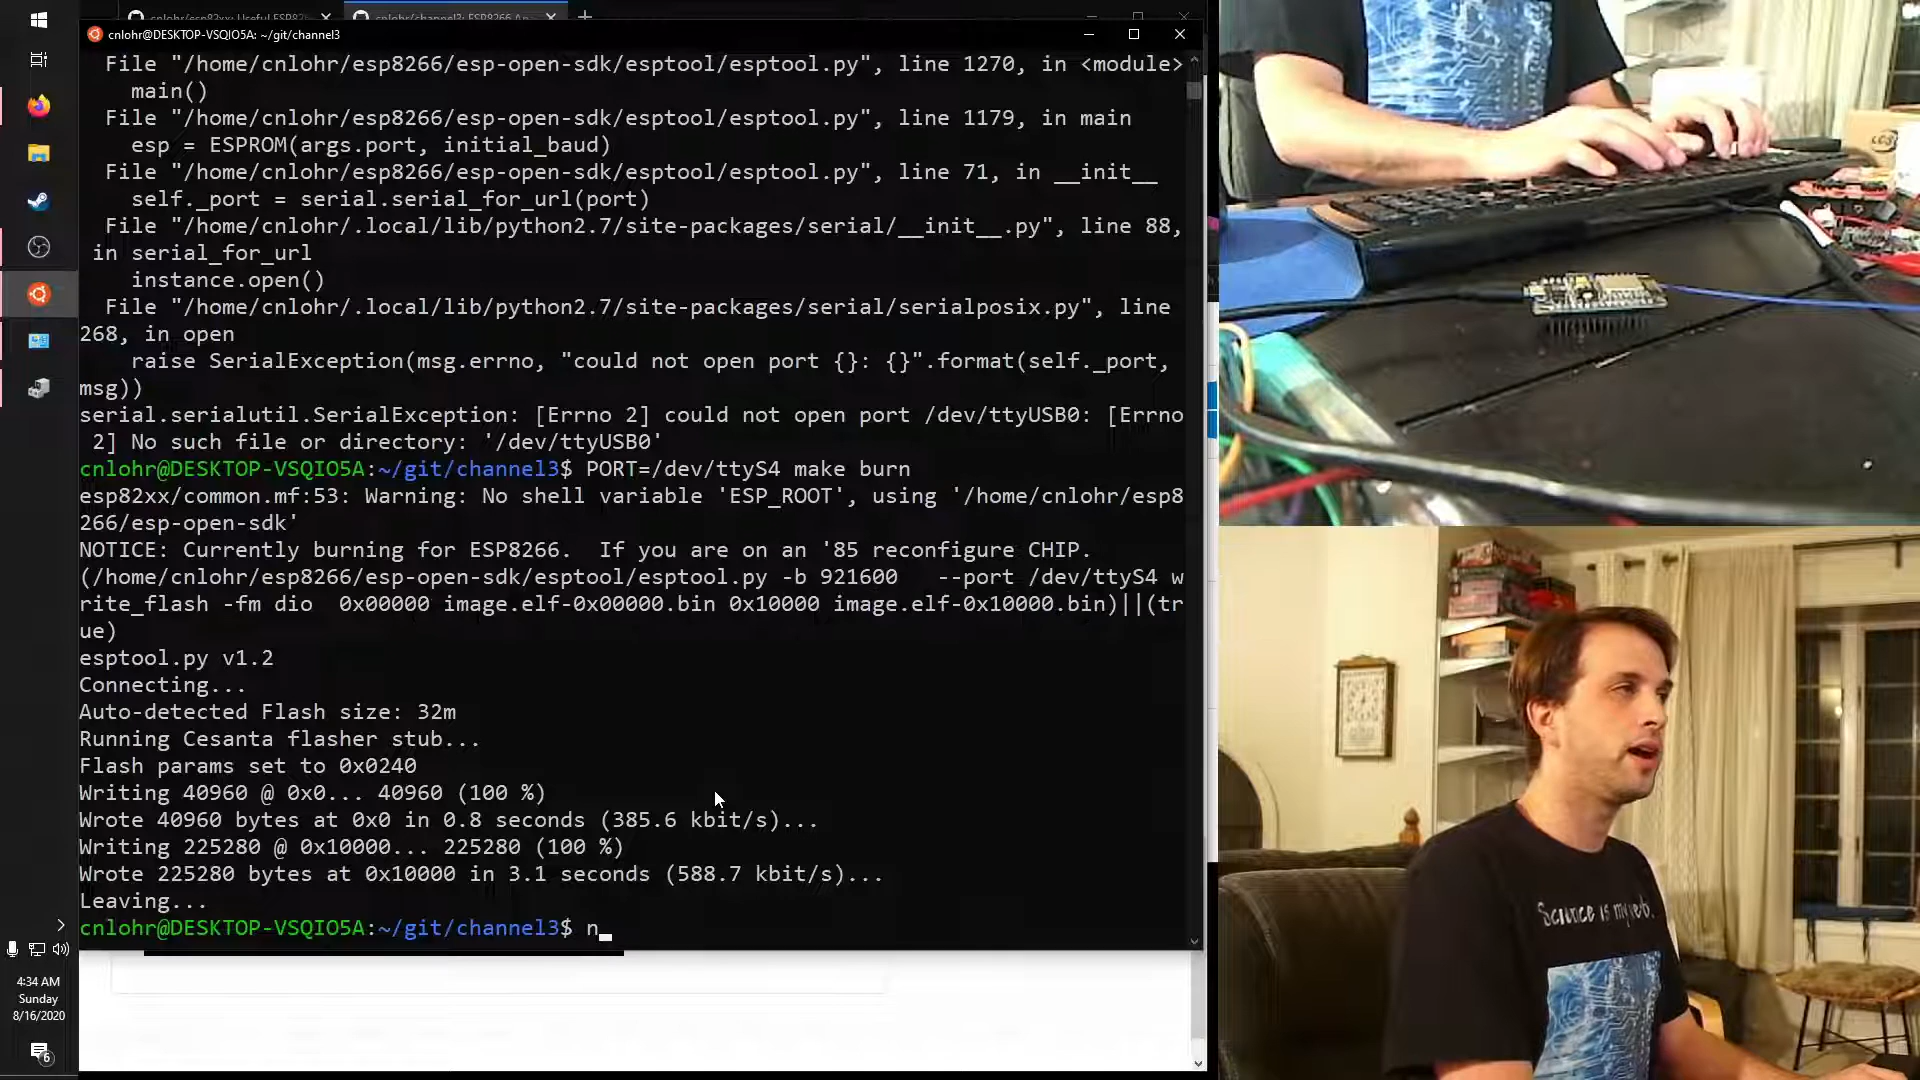 cnlohr/esp82xx: Useful ESP8
cnlohr/channel3: ESP8266 An
cnlohr@DESKTOP-VSQIO5A: ~/git/channel3
File "/home/cnlohr/esp8266/esp-open-sdk/esptool/esptool.py", line 1270, in <module>
main()
File "/home/cnlohr/esp8266/esp-open-sdk/esptool/esptool.py", line 1179, in main
esp = ESPROM(args.port, initial_baud)
File "/home/cnlohr/esp8266/esp-open-sdk/esptool/esptool.py", line 71, in __init__
self._port = serial.serial_for_url(port)
File "/home/cnlohr/.local/lib/python2.7/site-packages/serial/__init__.py", line 88,
in serial_for_url
instance.open()
File "/home/cnlohr/.local/lib/python2.7/site-packages/serial/serialposix.py", line
268, in open
raise SerialException(msg.errno, "could not open port {}: {}".format(self._port,
msg))
serial.serialutil.SerialException: [Errno 2] could not open port /dev/ttyUSB0: [Errno
2] No such file or directory: '/dev/ttyUSB0'
cnlohr@DESKTOP-VSQIO5A:~/git/channel3$ PORT=/dev/ttyS4 make burn
esp82xx/common.mf:53: Warning: No shell variable 'ESP_ROOT', using '/home/cnlohr/esp8
266/esp-open-sdk'
NOTICE: Currently burning for ESP8266.  If you are on an '85 reconfigure CHIP.
(/home/cnlohr/esp8266/esp-open-sdk/esptool/esptool.py -b 921600   --port /dev/ttyS4 w
rite_flash -fm dio  0x00000 image.elf-0x00000.bin 0x10000 image.elf-0x10000.bin)||(tr
ue)
esptool.py v1.2
Connecting...
Auto-detected Flash size: 32m
Running Cesanta flasher stub...
Flash params set to 0x0240
Writing 40960 @ 0x0... 40960 (100 %)
Wrote 40960 bytes at 0x0 in 0.8 seconds (385.6 kbit/s)...
Writing 225280 @ 0x10000... 225280 (100 %)
Wrote 225280 bytes at 0x10000 in 3.1 seconds (588.7 kbit/s)...
Leaving...
cnlohr@DESKTOP-VSQIO5A:~/git/channel3$ n
4:34 AM
Sunday
8/16/2020
6
Science is my verb.